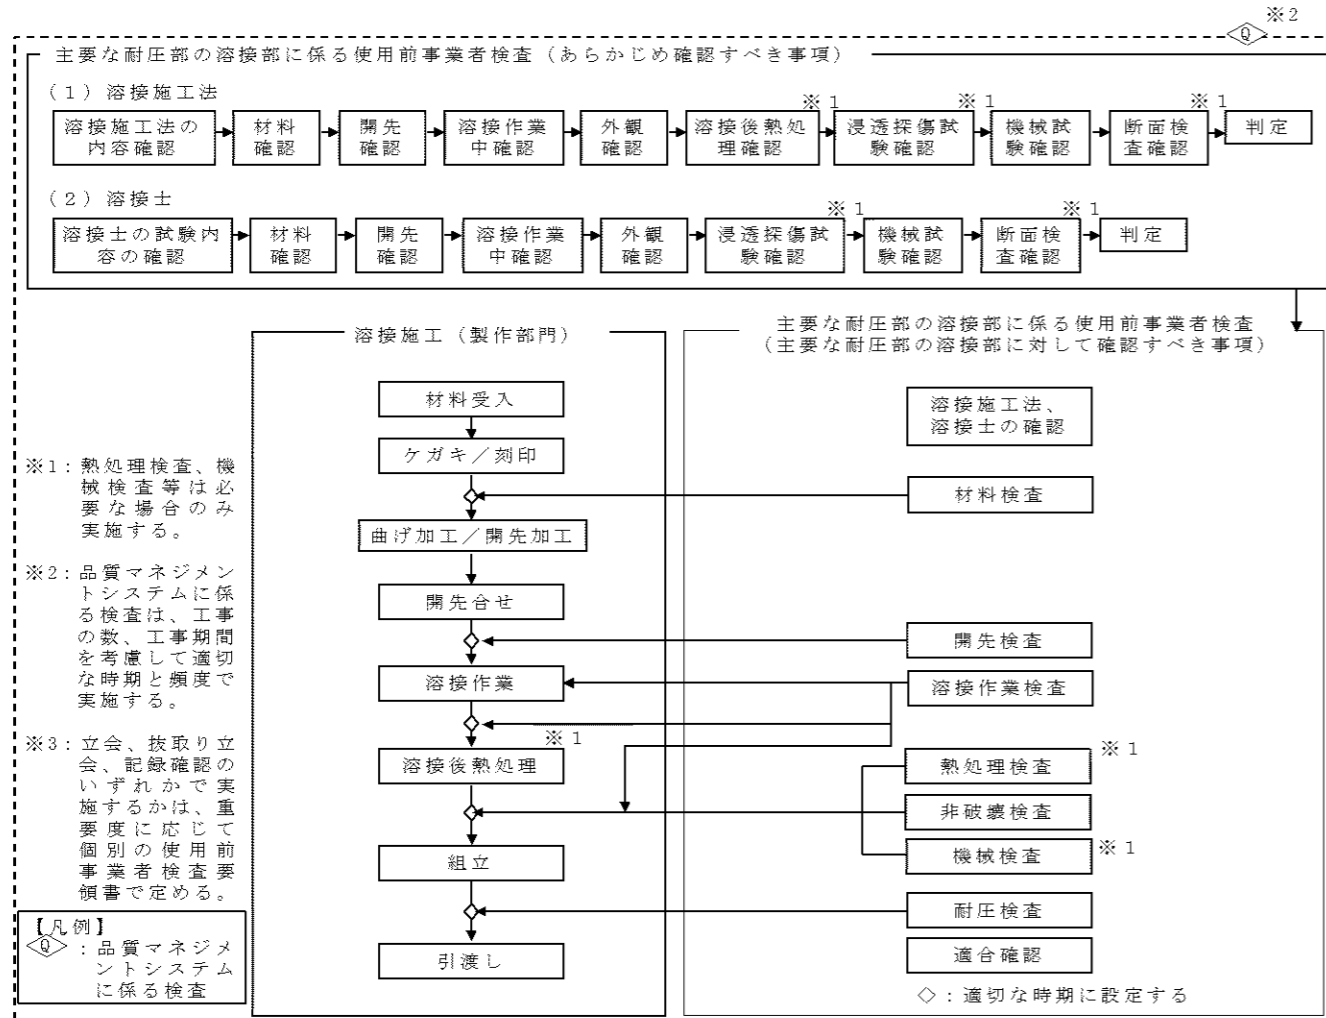 ※2
Q
主要な耐圧部の溶接部に係る使用前事業者検査（あらかじめ確認すべき事項）
（1）溶接施工法
※1
※1
※1
溶接施工法の
内容確認
材料
確認
開先
確認
溶接作業
中確認
外観
確認
溶接後熱処
理確認
浸透探傷試
験確認
機械試
験確認
断面検
査確認
判定
（2）溶接士
※1
※1
溶接士の試験内
容の確認
材料
確認
開先
確認
溶接作業
中確認
外観
確認
浸透探傷試
験確認
機械試
験確認
断面検
査確認
判定
溶接施工（製作部門）
材料受入
ケガキ／刻印
曲げ加工／開先加工
開先合せ
溶接作業
※1
溶接後熱処理
組立
引渡し
主要な耐圧部の溶接部に係る使用前事業者検査
（主要な耐圧部の溶接部に対して確認すべき事項）
溶接施工法、
溶接士の確認
材料検査
開先検査
溶接作業検査
熱処理検査
※1
非破壊検査
機械検査
※1
耐圧検査
適合確認
◇：適切な時期に設定する
※1：熱処理検査、機
械検査等は必
要な場合のみ
実施する。
※2：品質マネジメン
トシステムに係
る検査は、工事
の数、工事期間
を考慮して適切
な時期と頻度で
実施する。
※3：立会、抜取り立
会、記録確認の
いずれかで実
施するかは、重
要度に応じて
個別の使用前
事業者検査要
領書で定める。
【凡例】
Q：品質マネジメ
ントシステム
に係る検査